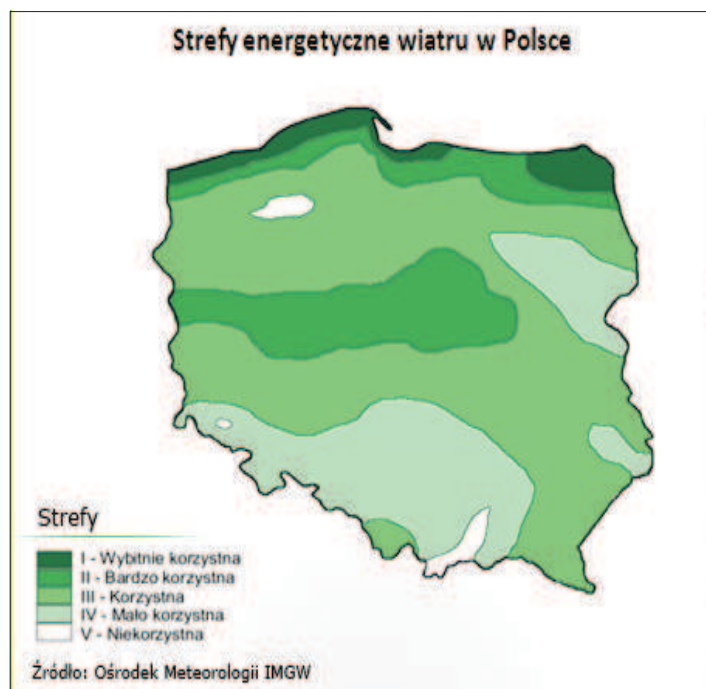 Strefy energetyczne wiatru w Polsce
Strefy
I - Wybitnie korzystna
II - Bardzo korzystna
III - Korzystna
IV - Mało korzystna
V - Niekorzystna
Źródło: Ośrodek Meteorologii IMGW